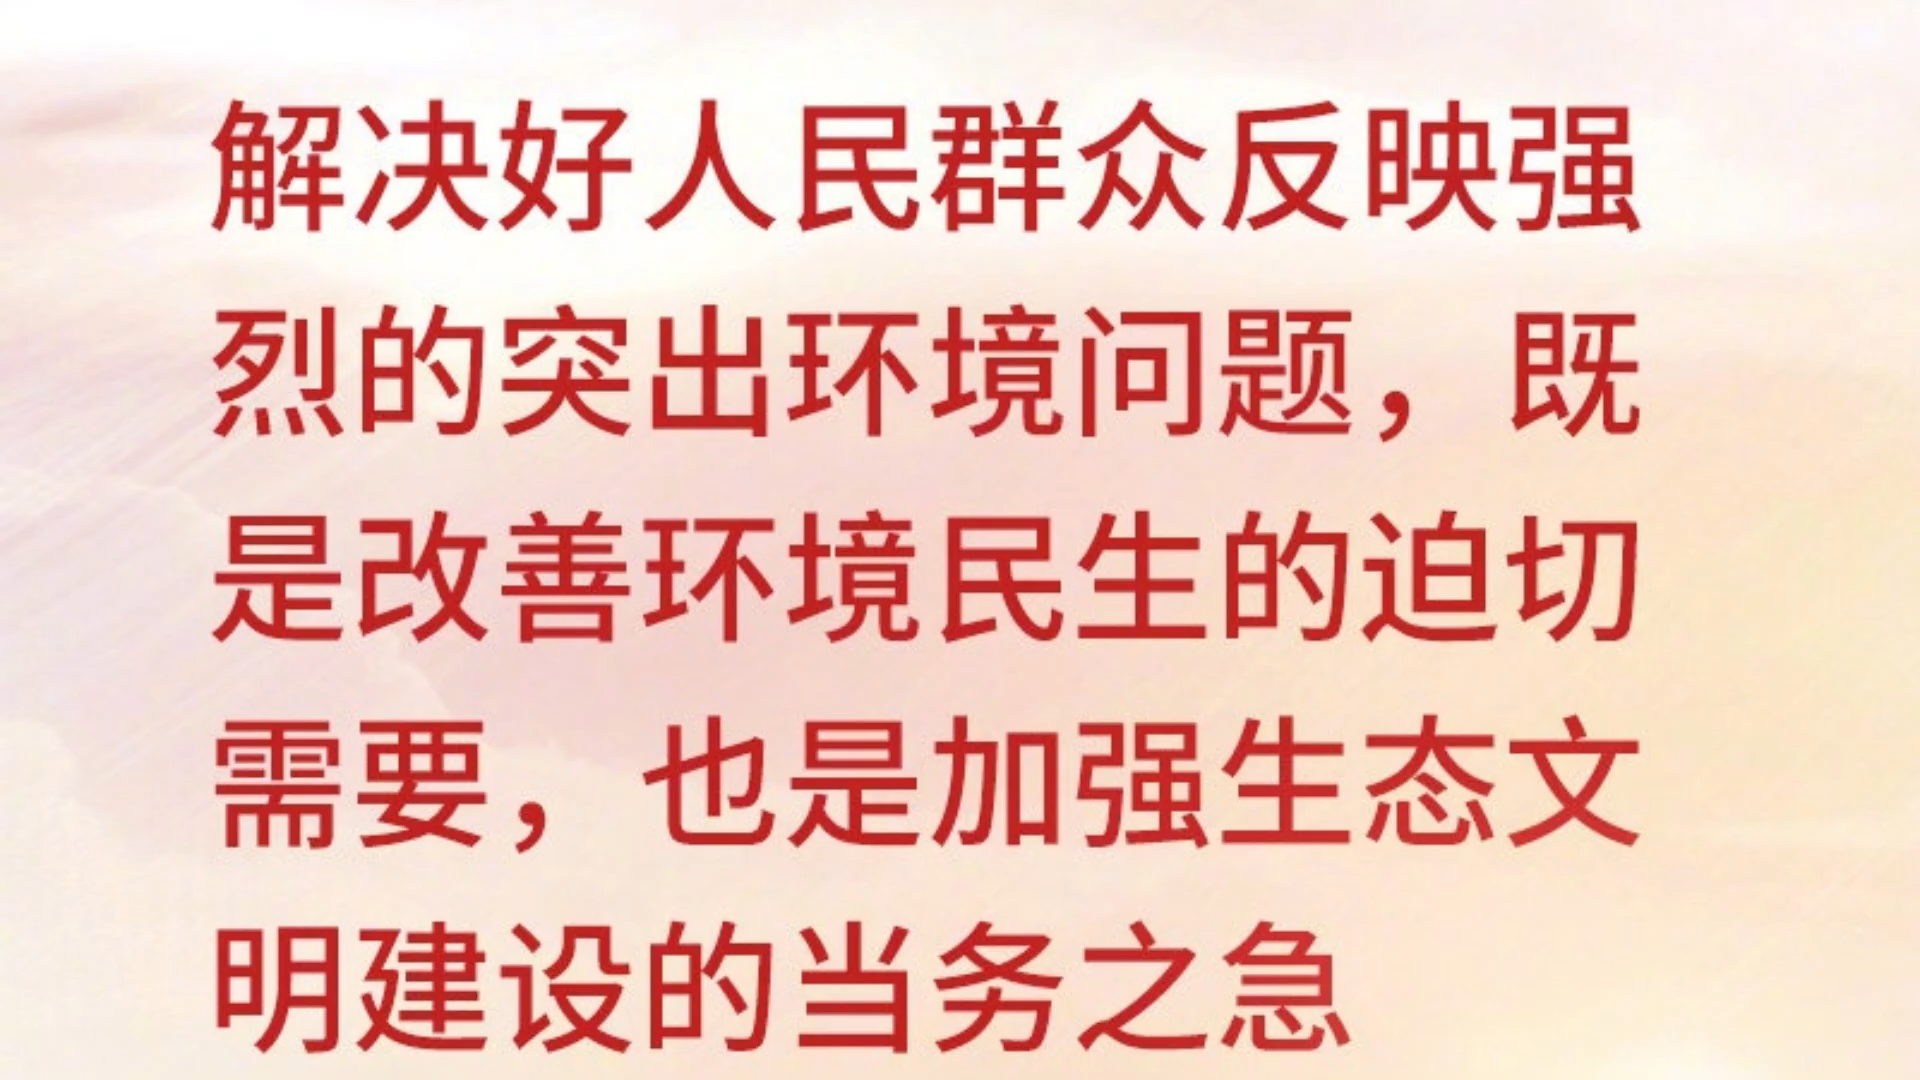 解决好人民群众反映强
烈的突出环境问题，既
是改善环境民生的迫切
需要，也是加强生态文
明建设的当务之急